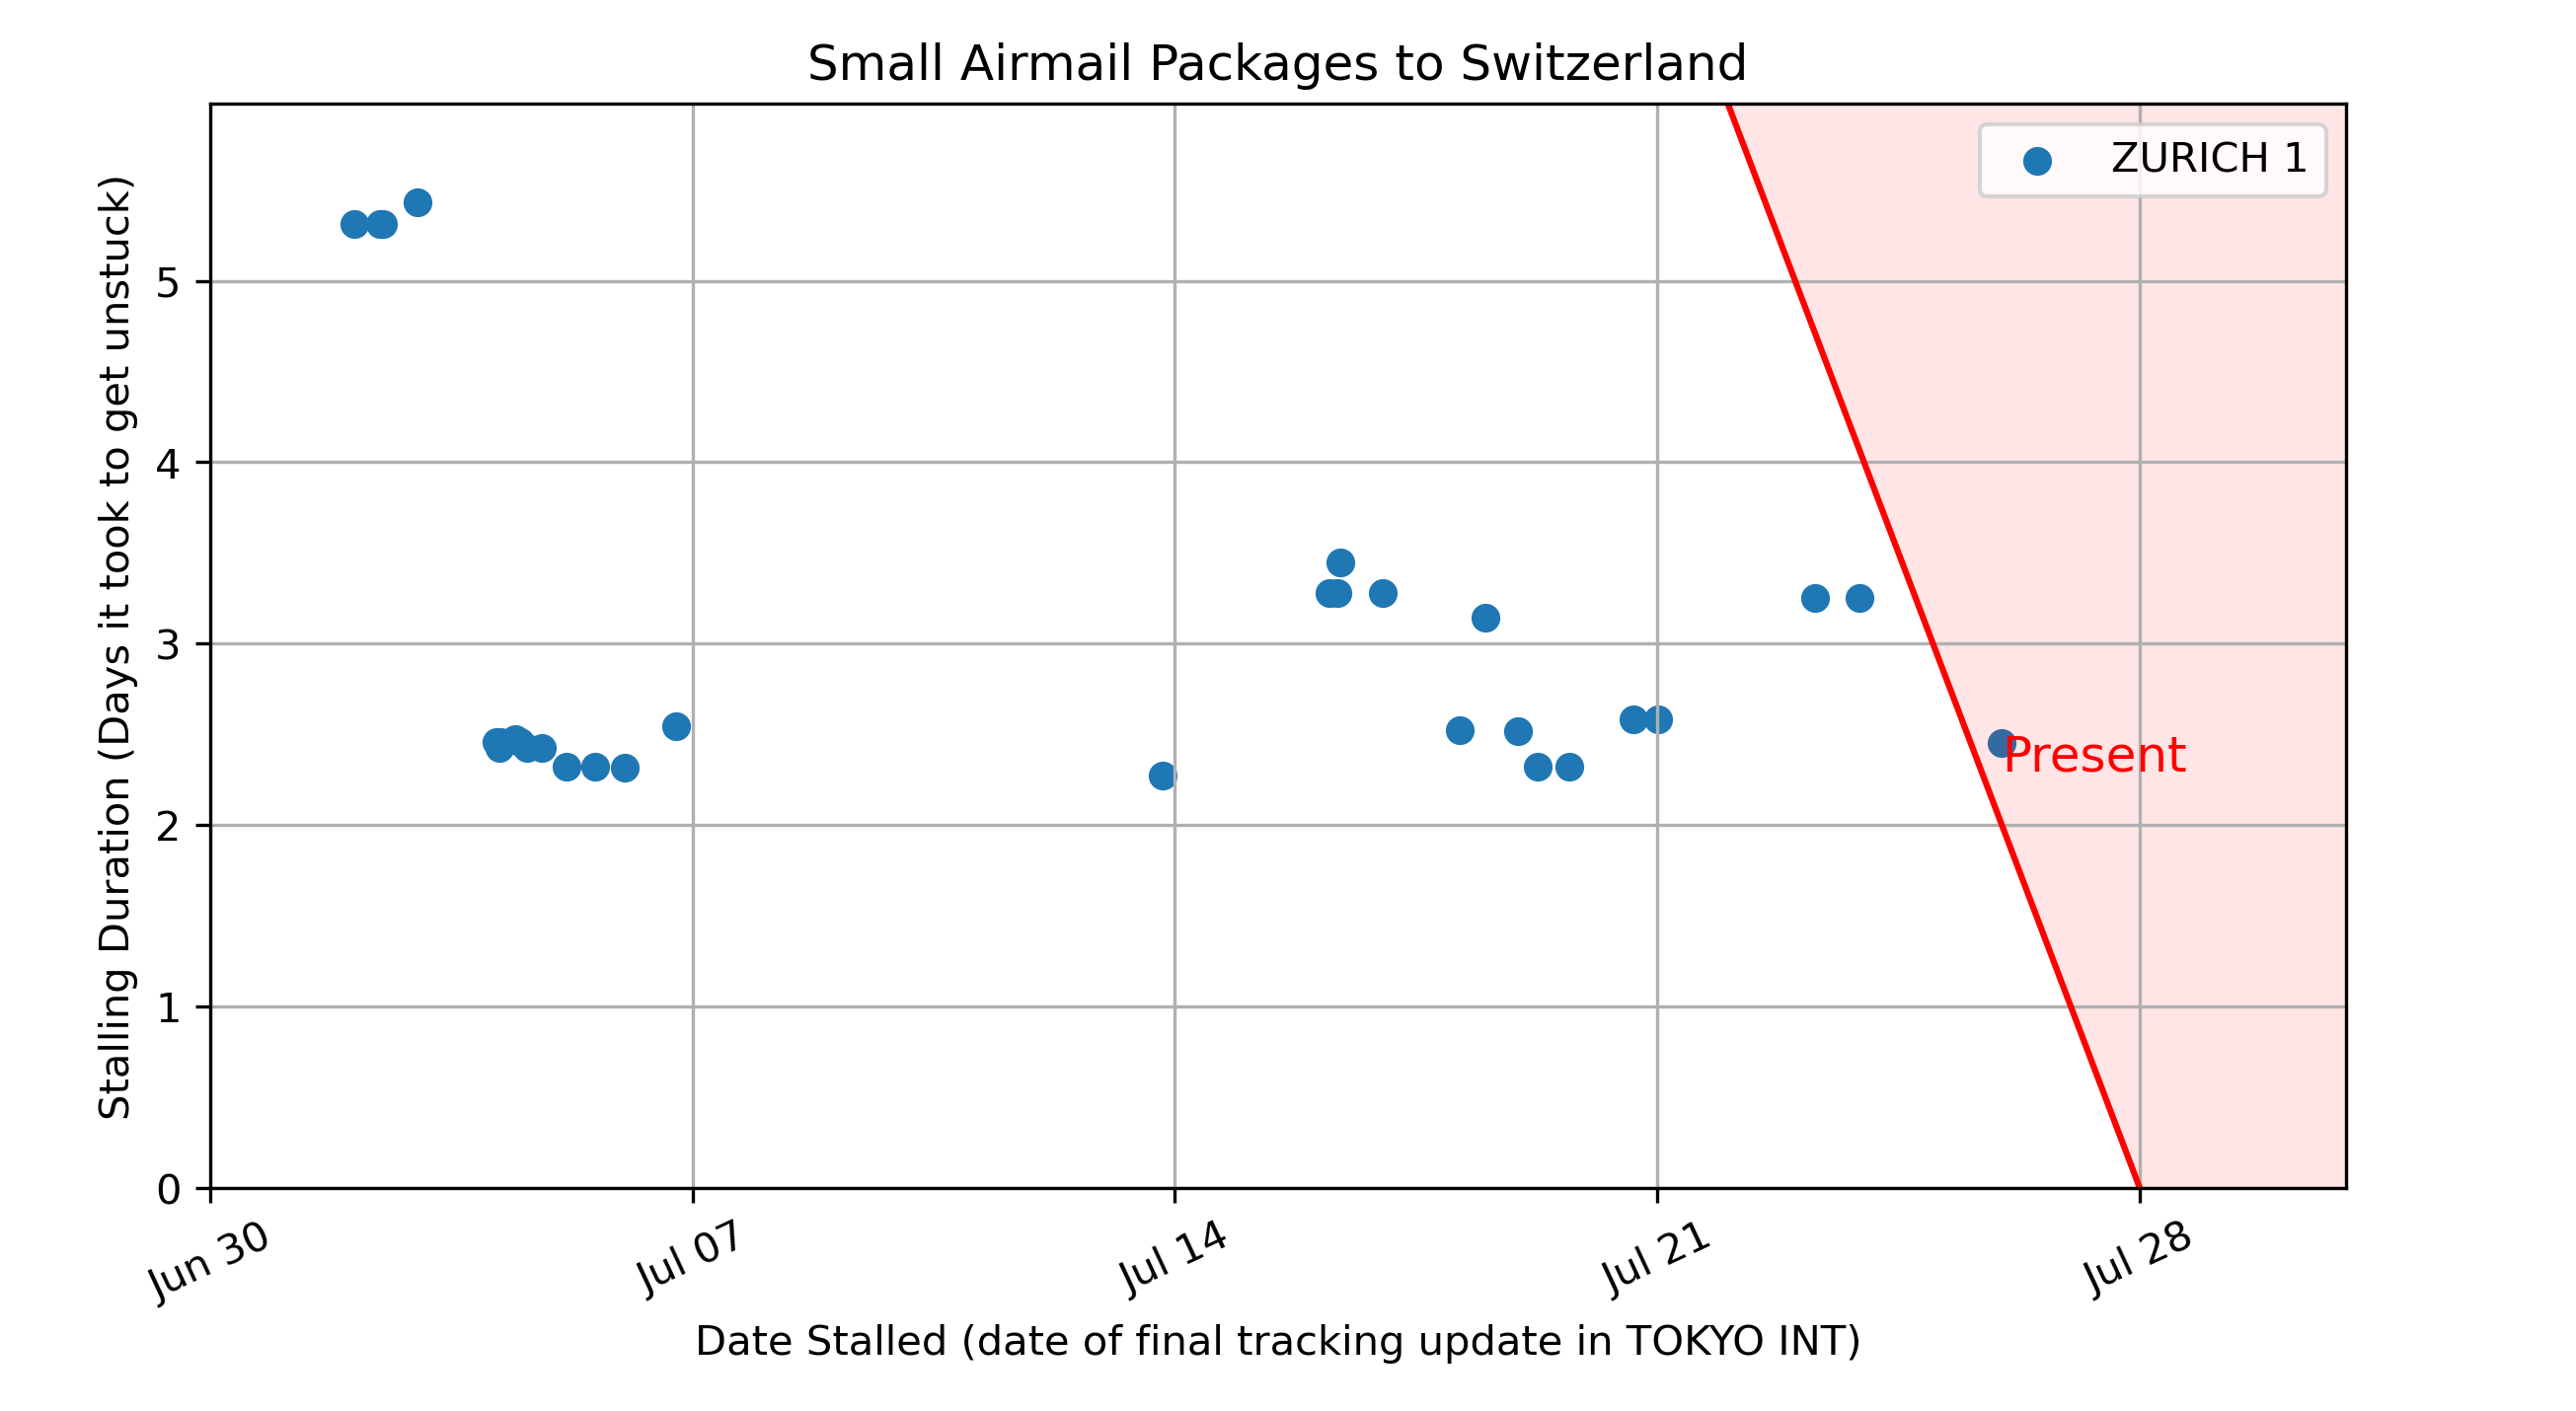 Small Airmail Packages to Switzerland
ZURICH 1
Stalling Duration (Days it took to get unstuck)
5
4
3
2
1
0
Present
Jun 30
Jul 07
Jul 14
Jul 21
Jul 28
Date Stalled (date of final tracking update in TOKYO INT)